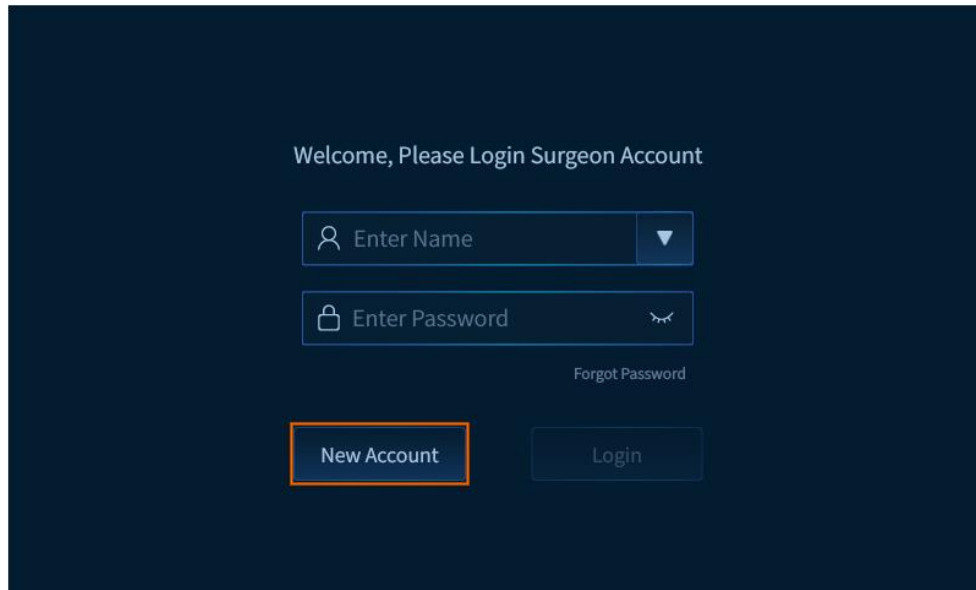 Welcome, Please Login Surgeon Account
Enter Name
Enter Password
Forgot Password
New Account
Login